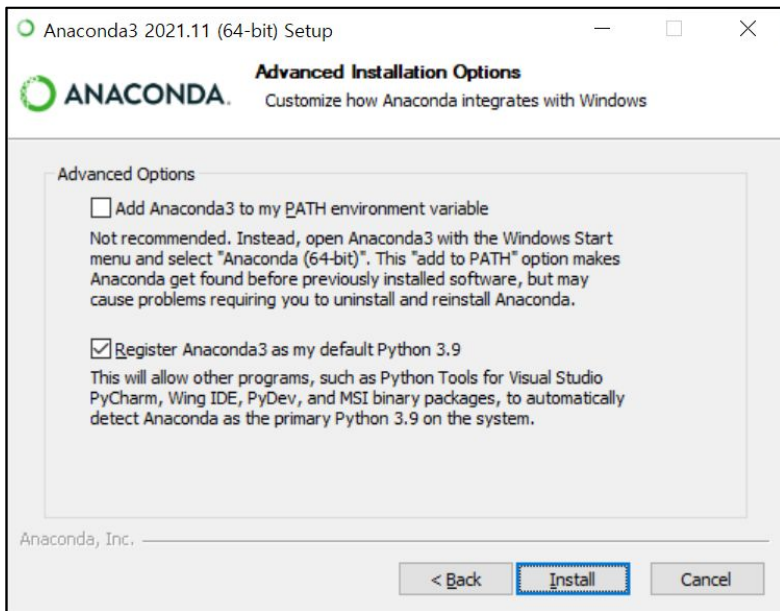 Anaconda3 2021.11 (64-bit) Setup
ANACONDA.
Advanced Installation Options
Customize how Anaconda integrates with Windows
Advanced Options
Add Anaconda3 to my PATH environment variable
Not recommended. Instead, open Anaconda3 with the Windows Start
menu and select "Anaconda (64-bit)". This "add to PATH" option makes
Anaconda get found before previously installed software, but may
cause problems requiring you to uninstall and reinstall Anaconda.
Register Anaconda3 as my default Python 3.9
This will allow other programs, such as Python Tools for Visual Studio
PyCharm, Wing IDE, PyDev, and MSI binary packages, to automatically
detect Anaconda as the primary Python 3.9 on the system.
Anaconda, Inc.
< Back
Install
Cancel